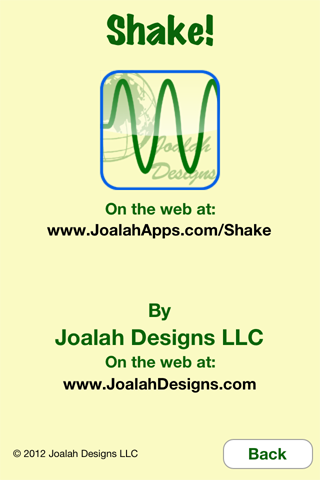 Shake!
Joalah
Designs
On the web at:
www.JoalahApps.com/Shake
By
Joalah Designs LLC
On the web at:
www.JoalahDesigns.com
© 2012 Joalah Designs LLC
Back